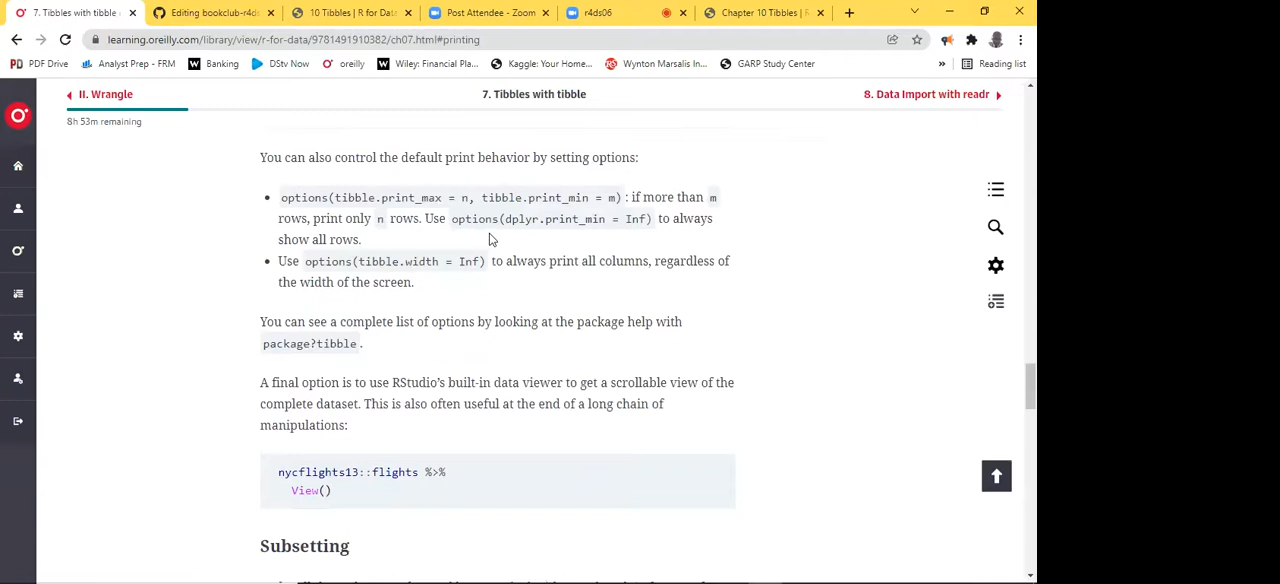 7. Tibbles with tibble
Editing bookclub-r4ds
10 Tibbles | R for Dat
Post Attendee - Zoom
r4ds06
Chapter 10 Tibbles | R
learning.oreilly.com/library/view/r-for-data/9781491910382/ch07.html#printing
PD PDF Drive
Analyst Prep - FRM
W Banking
DStv Now
oreilly
W Wiley: Financial Pla...
Kaggle: Your Home...
Wynton Marsalis In...
GARP Study Center
»
Reading list
II. Wrangle
7. Tibbles with tibble
8. Data Import with readr
8h 53m remaining
You can also control the default print behavior by setting options:
• options(tibble.print_max = n, tibble.print_min = m) : if more than m
rows, print only n rows. Use options(dplyr.print_min = Inf) to always
show all rows.
• Use options(tibble.width = Inf) to always print all columns, regardless of
the width of the screen.
You can see a complete list of options by looking at the package help with
package?tibble.
A final option is to use RStudio's built-in data viewer to get a scrollable view of the
complete dataset. This is also often useful at the end of a long chain of
manipulations:
nycflights13::flights %>%
View()
Subsetting